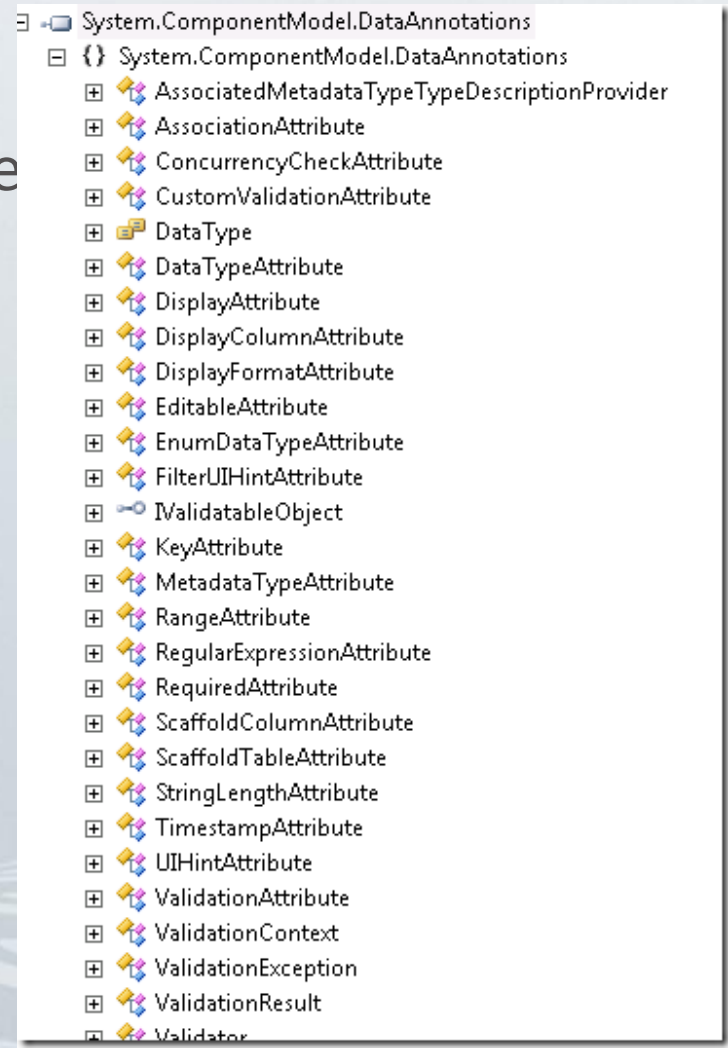 System.ComponentModel.DataAnnotations
{} System.ComponentModel.DataAnnotations
AssociatedMetadataTypeTypeDescriptionProvider
AssociationAttribute
e
ConcurrencyCheckAttribute
CustomValidationAttribute
DataType
DataTypeAttribute
DisplayAttribute
DisplayColumnAttribute
DisplayFormatAttribute
EditableAttribute
EnumDataTypeAttribute
FilterUIHintAttribute
IValidatableObject
KeyAttribute
MetadataTypeAttribute
RangeAttribute
RegularExpressionAttribute
RequiredAttribute
ScaffoldColumnAttribute
ScaffoldTableAttribute
StringLengthAttribute
TimestampAttribute
UIHintAttribute
ValidationAttribute
ValidationContext
ValidationException
ValidationResult
Validator